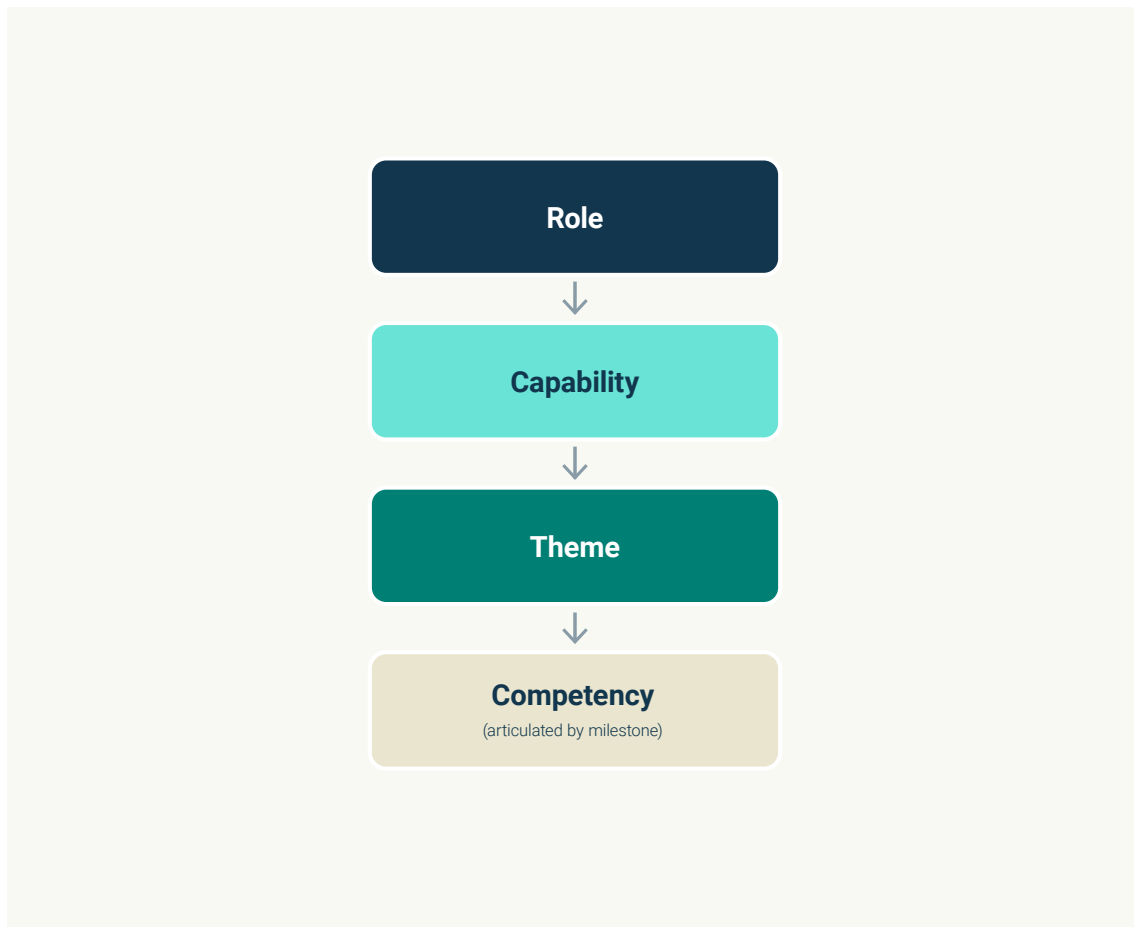 Role
Capability
Theme
Competency
(articulated by milestone)